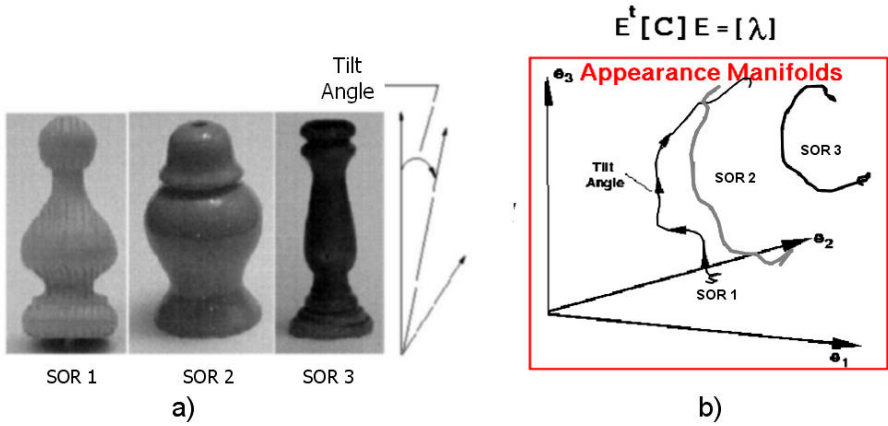 Tilt
Angle
SOR 1
SOR 2
SOR 3
a)
E^t [C] E = [λ]
Appearance Manifolds
e3
SOR 3
Tilt
Angle
SOR 2
e2
SOR 1
e1
b)